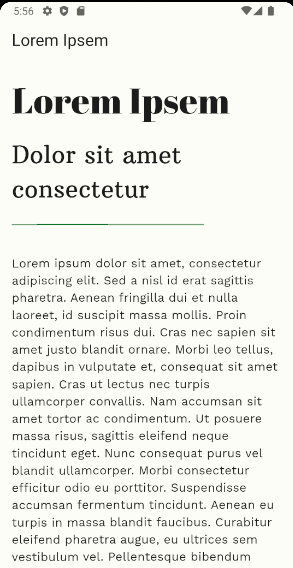 5:56
Lorem Ipsem
Lorem Ipsem
Dolor sit amet
consectetur
Lorem ipsum dolor sit amet, consectetur
adipiscing elit. Sed a nisl id erat sagittis
pharetra. Aenean fringilla dui et nulla
laoreet, id suscipit massa mollis. Proin
condimentum risus dui. Cras nec sapien sit
amet justo blandit ornare. Morbi leo tellus,
dapibus in vulputate et, consequat sit amet
sapien. Cras ut lectus nec turpis
ullamcorper convallis. Nam accumsan sit
amet tortor ac condimentum. Ut posuere
massa risus, sagittis eleifend neque
tincidunt eget. Nunc consequat purus vel
blandit ullamcorper. Morbi consectetur
efficitur odio eu porttitor. Suspendisse
accumsan fermentum tincidunt. Aenean eu
turpis in massa blandit faucibus. Curabitur
eleifend pharetra augue, eu ultrices sem
vestibulum vel. Pellentesque bibendum